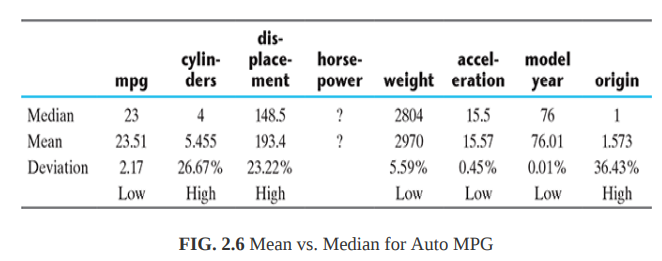 dis-
cylin- place- horse- accel- model
mpg ders ment power weight eration year origin
Median 23 4 148.5 ? 2804 15.5 76 1
Mean 23.51 5.455 193.4 ? 2970 15.57 76.01 1.573
Deviation 2.17 26.67% 23.22% 5.59% 0.45% 0.01% 36.43%
Low High High Low Low Low High
FIG. 2.6 Mean vs. Median for Auto MPG